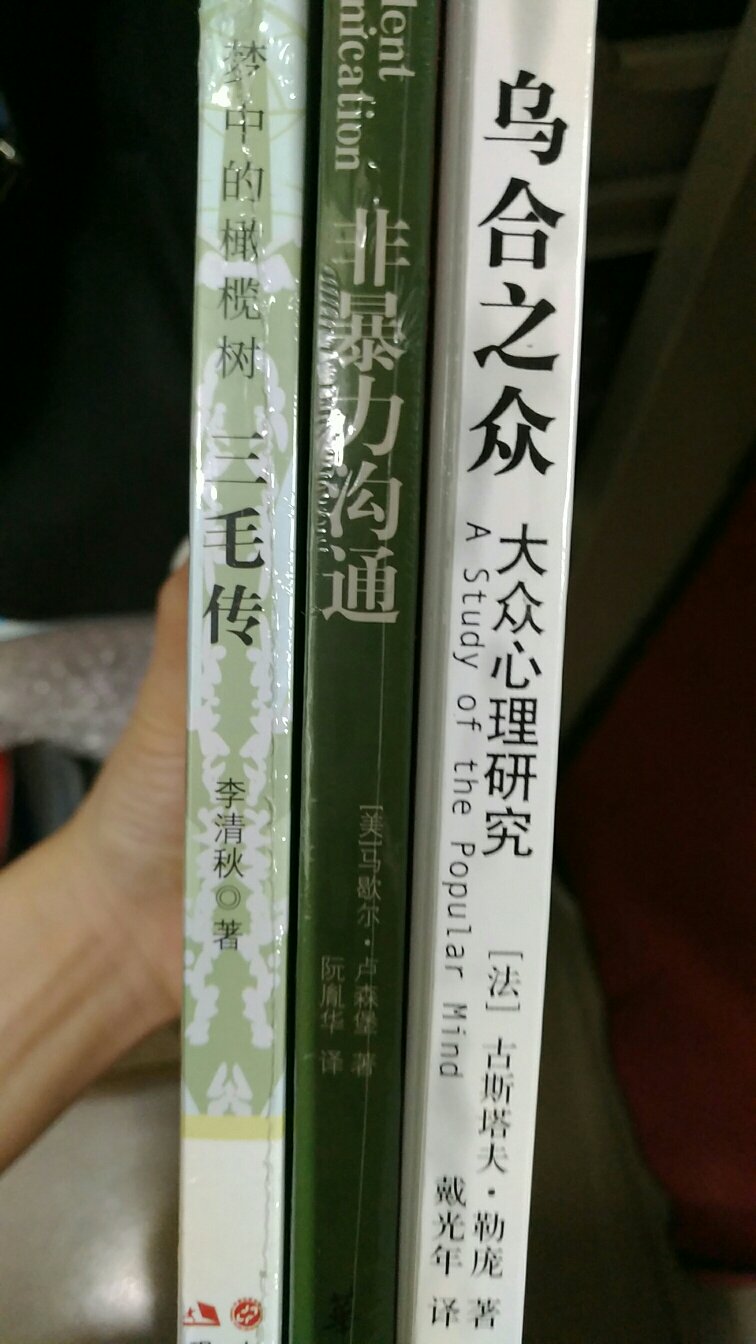 梦中的橄榄树 三毛传
李清秋◎著
lent
nication
非暴力沟通
[美]马歇尔·卢森堡 著
阮胤华 译
乌合之众
大众心理研究
A Study of the Popular Mind
[法] 古斯塔夫·勒庞 著
戴光年 译